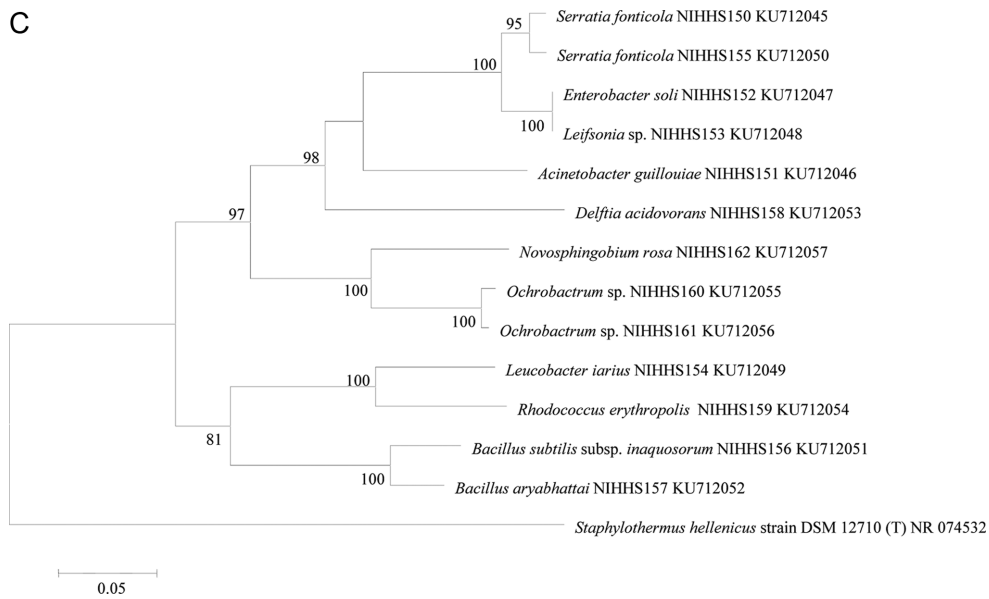 C
Serratia fonticola NIHHS150 KU712045
95
Serratia fonticola NIHHS155 KU712050
100
Enterobacter soli NIHHS152 KU712047
100
Leifsonia sp. NIHHS153 KU712048
98
Acinetobacter guillouiae NIHHS151 KU712046
97
Delftia acidovorans NIHHS158 KU712053
Novosphingobium rosa NIHHS162 KU712057
100
Ochrobactrum sp. NIHHS160 KU712055
100
Ochrobactrum sp. NIHHS161 KU712056
Leucobacter iarius NIHHS154 KU712049
100
Rhodococcus erythropolis NIHHS159 KU712054
81
Bacillus subtilis subsp. inaquosorum NIHHS156 KU712051
100
Bacillus aryabhattai NIHHS157 KU712052
Staphylothermus hellenicus strain DSM 12710 (T) NR 074532
0.05